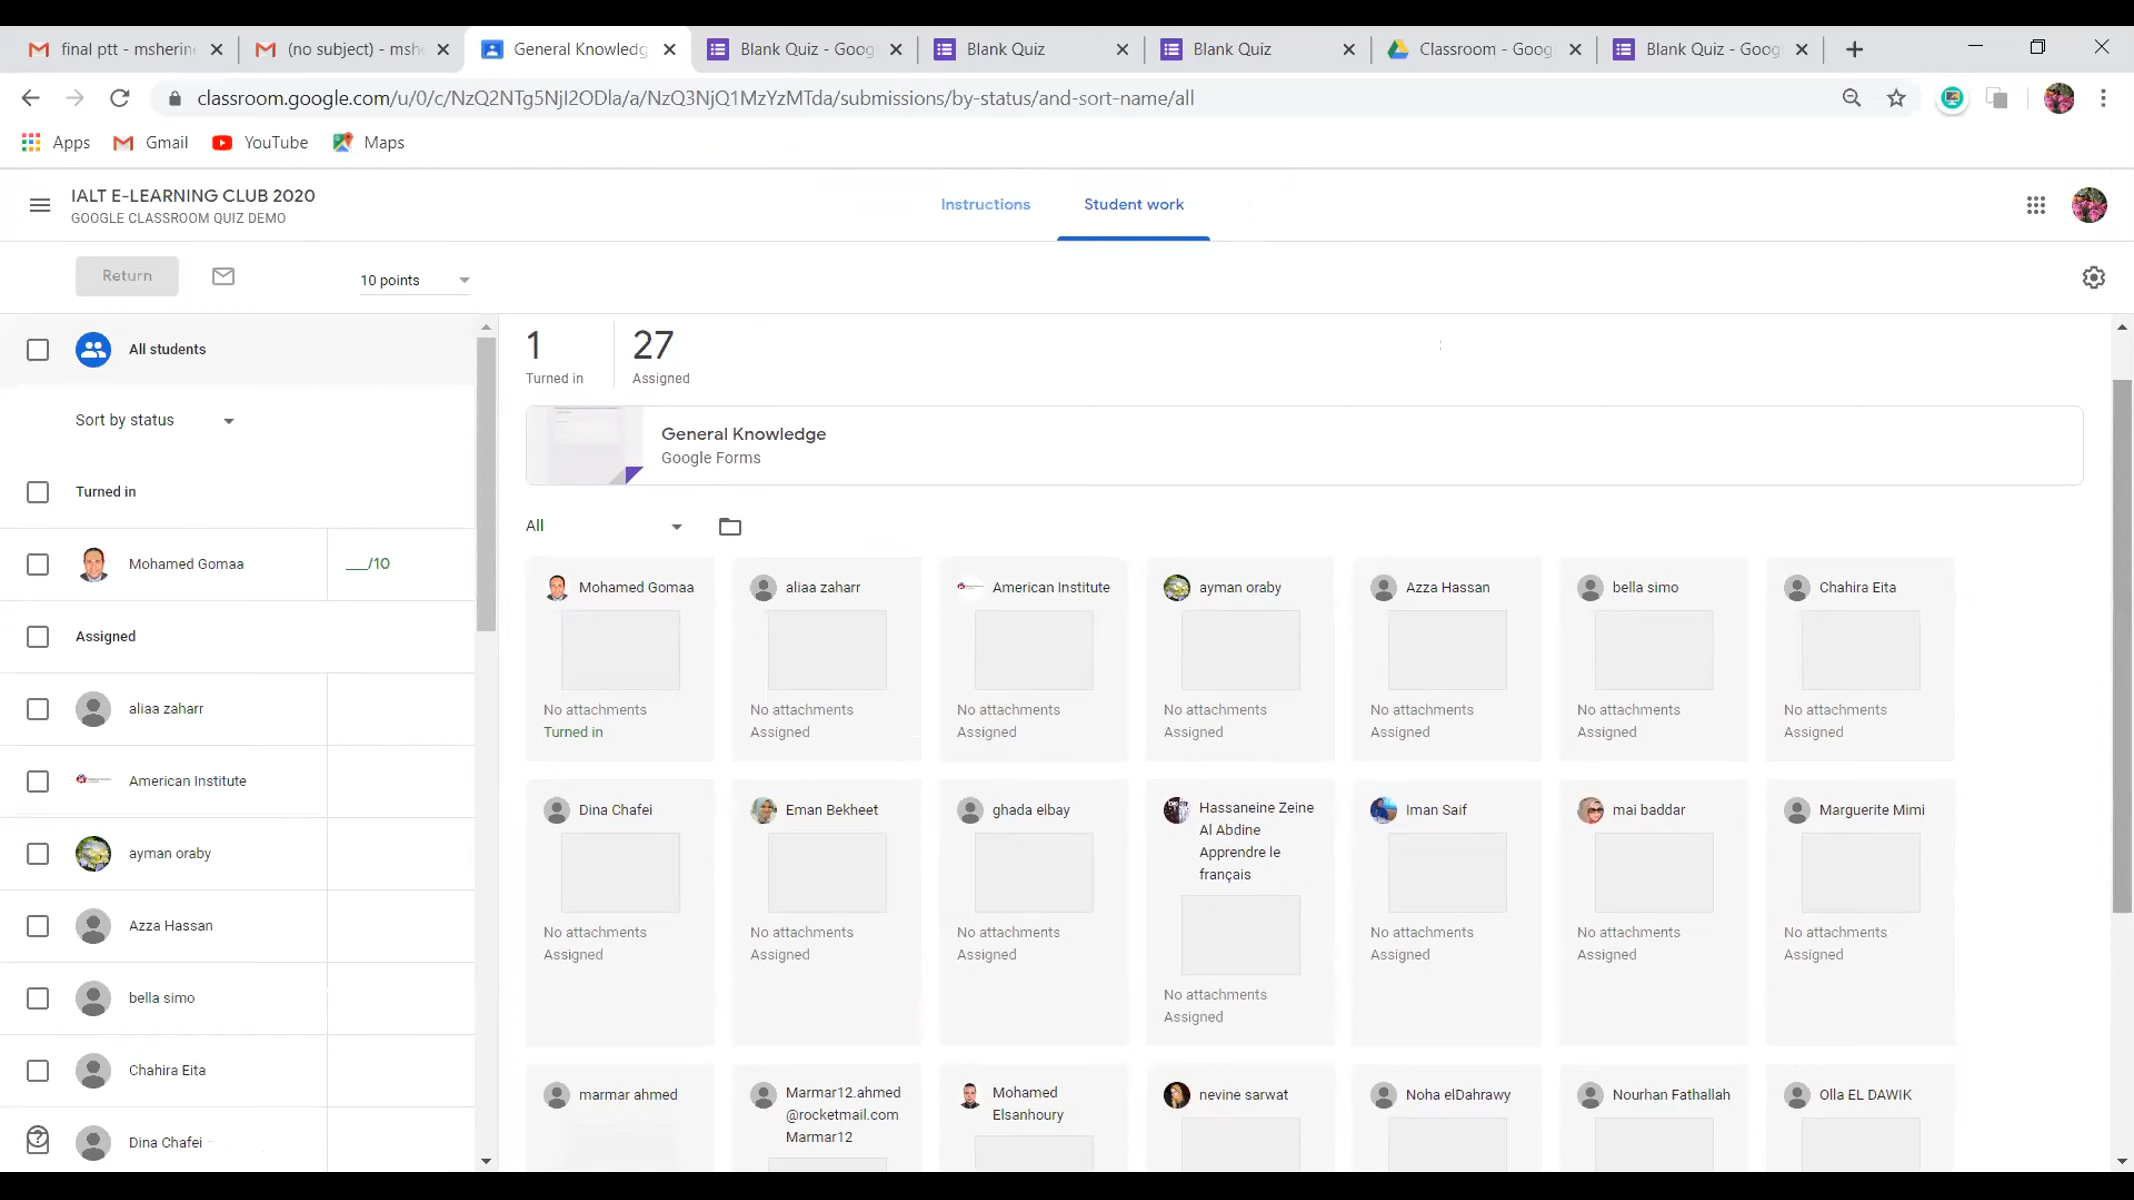 final ptt - msherin
(no subject) - msh
General Knowledg
Blank Quiz - Goog
Blank Quiz
Blank Quiz
Classroom - Goog
Blank Quiz - Goog
classroom.google.com/u/0/c/NzQ2NTg5NjI2ODla/a/NzQ3NjQ1MzYzMTda/submissions/by-status/and-sort-name/all
Apps
Gmail
YouTube
Maps
IALT E-LEARNING CLUB 2020
GOOGLE CLASSROOM QUIZ DEMO
Instructions
Student work
Return
10 points
All students
Sort by status
Turned in
Mohamed Gomaa
___/10
Assigned
aliaa zaharr
American Institute
ayman oraby
Azza Hassan
bella simo
Chahira Eita
Dina Chafei
1
Turned in
27
Assigned
General Knowledge
Google Forms
All
Mohamed Gomaa
No attachments
Turned in
aliaa zaharr
No attachments
Assigned
American Institute
No attachments
Assigned
ayman oraby
No attachments
Assigned
Azza Hassan
No attachments
Assigned
bella simo
No attachments
Assigned
Chahira Eita
No attachments
Assigned
Dina Chafei
No attachments
Assigned
Eman Bekheet
No attachments
Assigned
ghada elbay
No attachments
Assigned
Hassaneine Zeine
Al Abdine
Apprendre le
français
No attachments
Assigned
Iman Saif
No attachments
Assigned
mai baddar
No attachments
Assigned
Marguerite Mimi
No attachments
Assigned
marmar ahmed
Marmar12.ahmed
@rocketmail.com
Marmar12
Mohamed
Elsanhoury
nevine sarwat
Noha elDahrawy
Nourhan Fathallah
Olla EL DAWIK